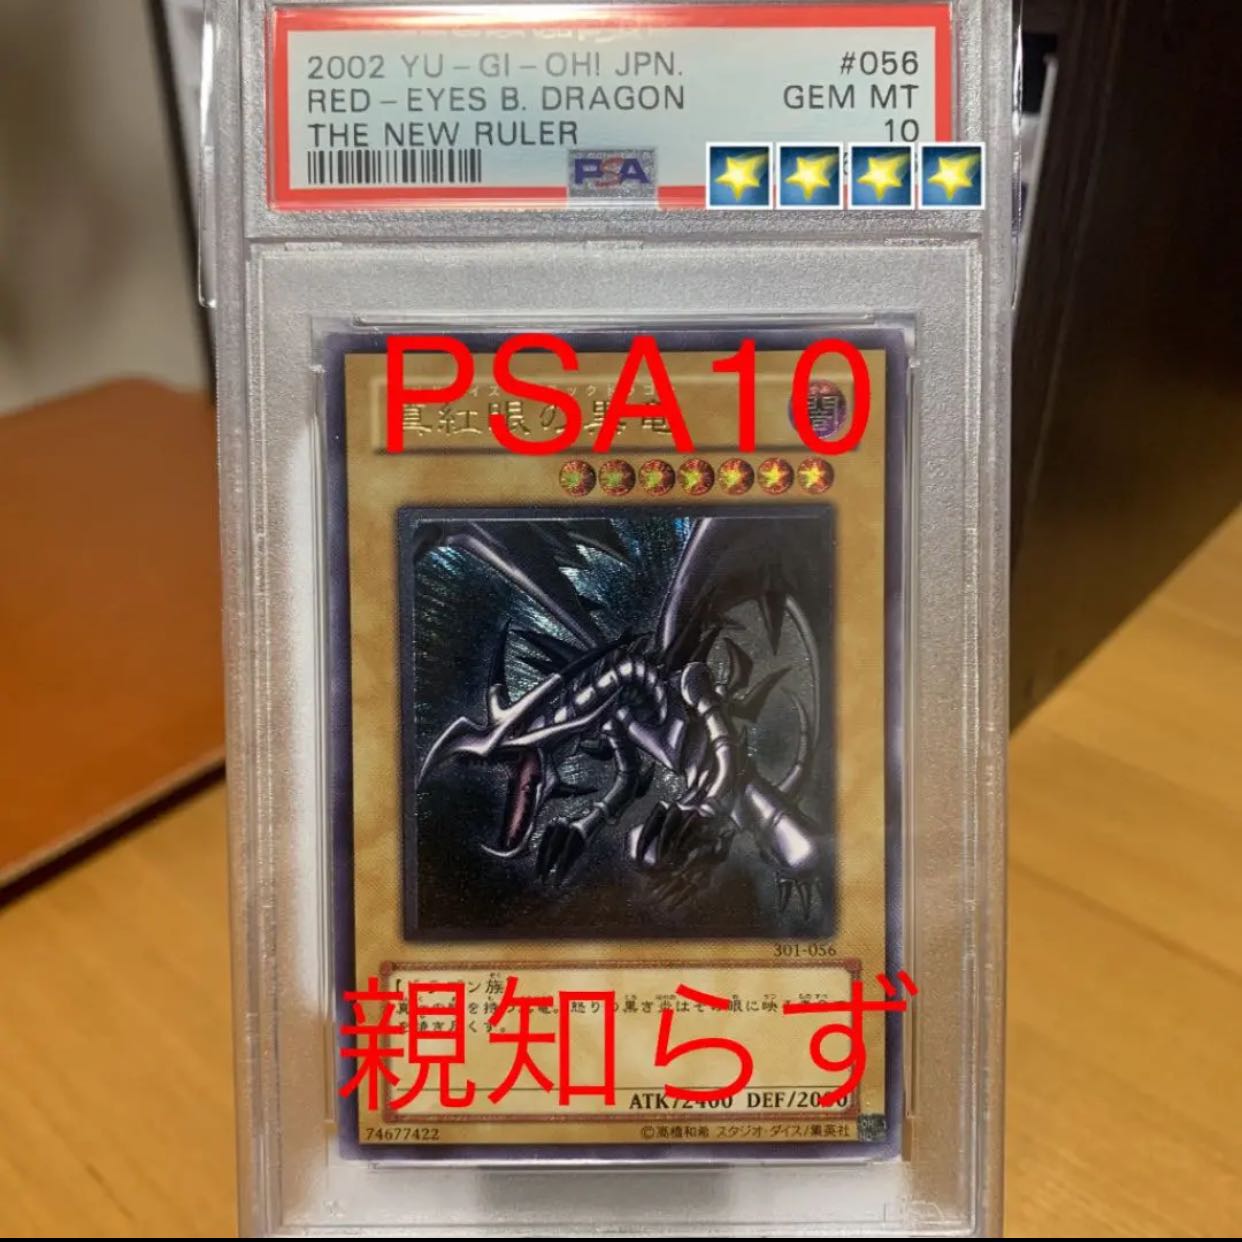 2002 YU-GI-OH! JPN. #056
RED-EYES B. DRAGON GEM MT
THE NEW RULER 10
PSA
PSA10
真紅眼の黒竜
闇
301-056
親知らず
ATK/2400 DEF/2000
74677422 ©高橋和希 スタジオ・ダイス/集英社